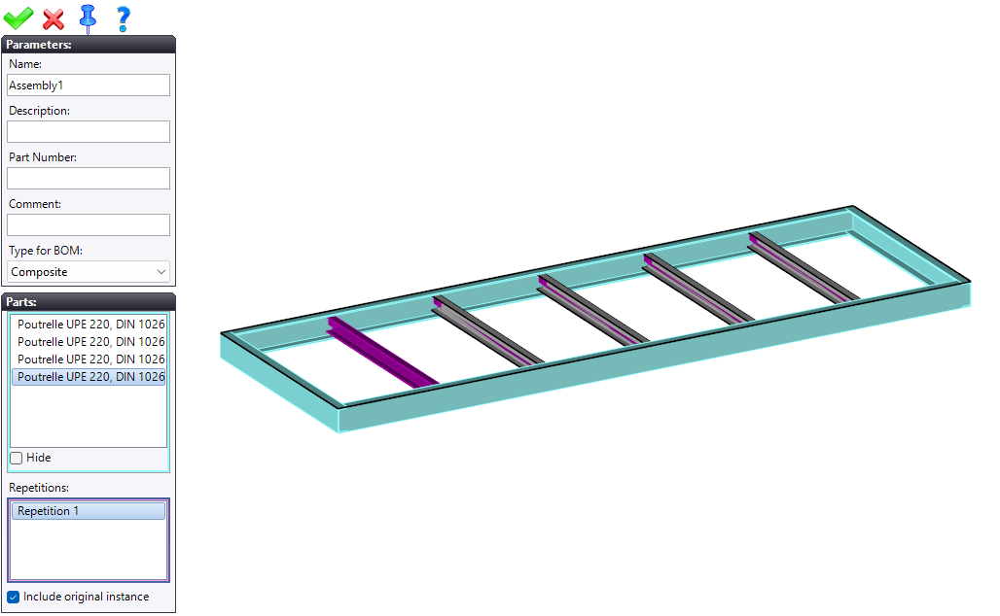 Parameters:
Name:
Assembly1
Description:
Part Number:
Comment:
Type for BOM:
Composite
Parts:
Poutrelle UPE 220, DIN 1026
Poutrelle UPE 220, DIN 1026
Poutrelle UPE 220, DIN 1026
Poutrelle UPE 220, DIN 1026
Hide
Repetitions:
Repetition 1
Include original instance